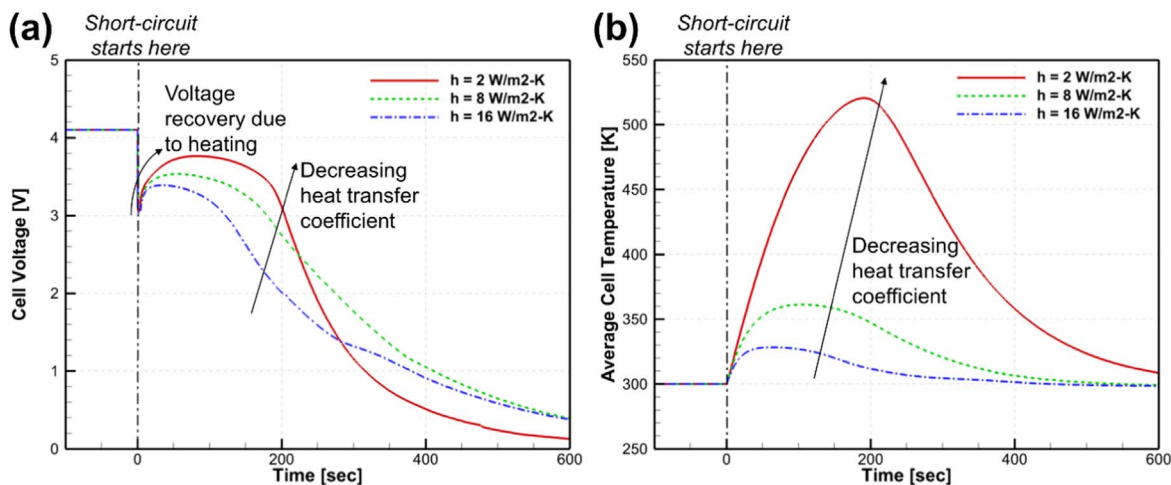 (a)
Short-circuit
starts here
5
4
3
2
1
0
Cell Voltage [V]
h = 2 W/m2-K
h = 8 W/m2-K
h = 16 W/m2-K
Voltage
recovery due
to heating
Decreasing
heat transfer
coefficient
0
200
400
600
Time [sec]
(b)
Short-circuit
starts here
550
500
450
400
350
300
250
Average Cell Temperature [K]
h = 2 W/m2-K
h = 8 W/m2-K
h = 16 W/m2-K
Decreasing
heat transfer
coefficient
0
200
400
600
Time [sec]